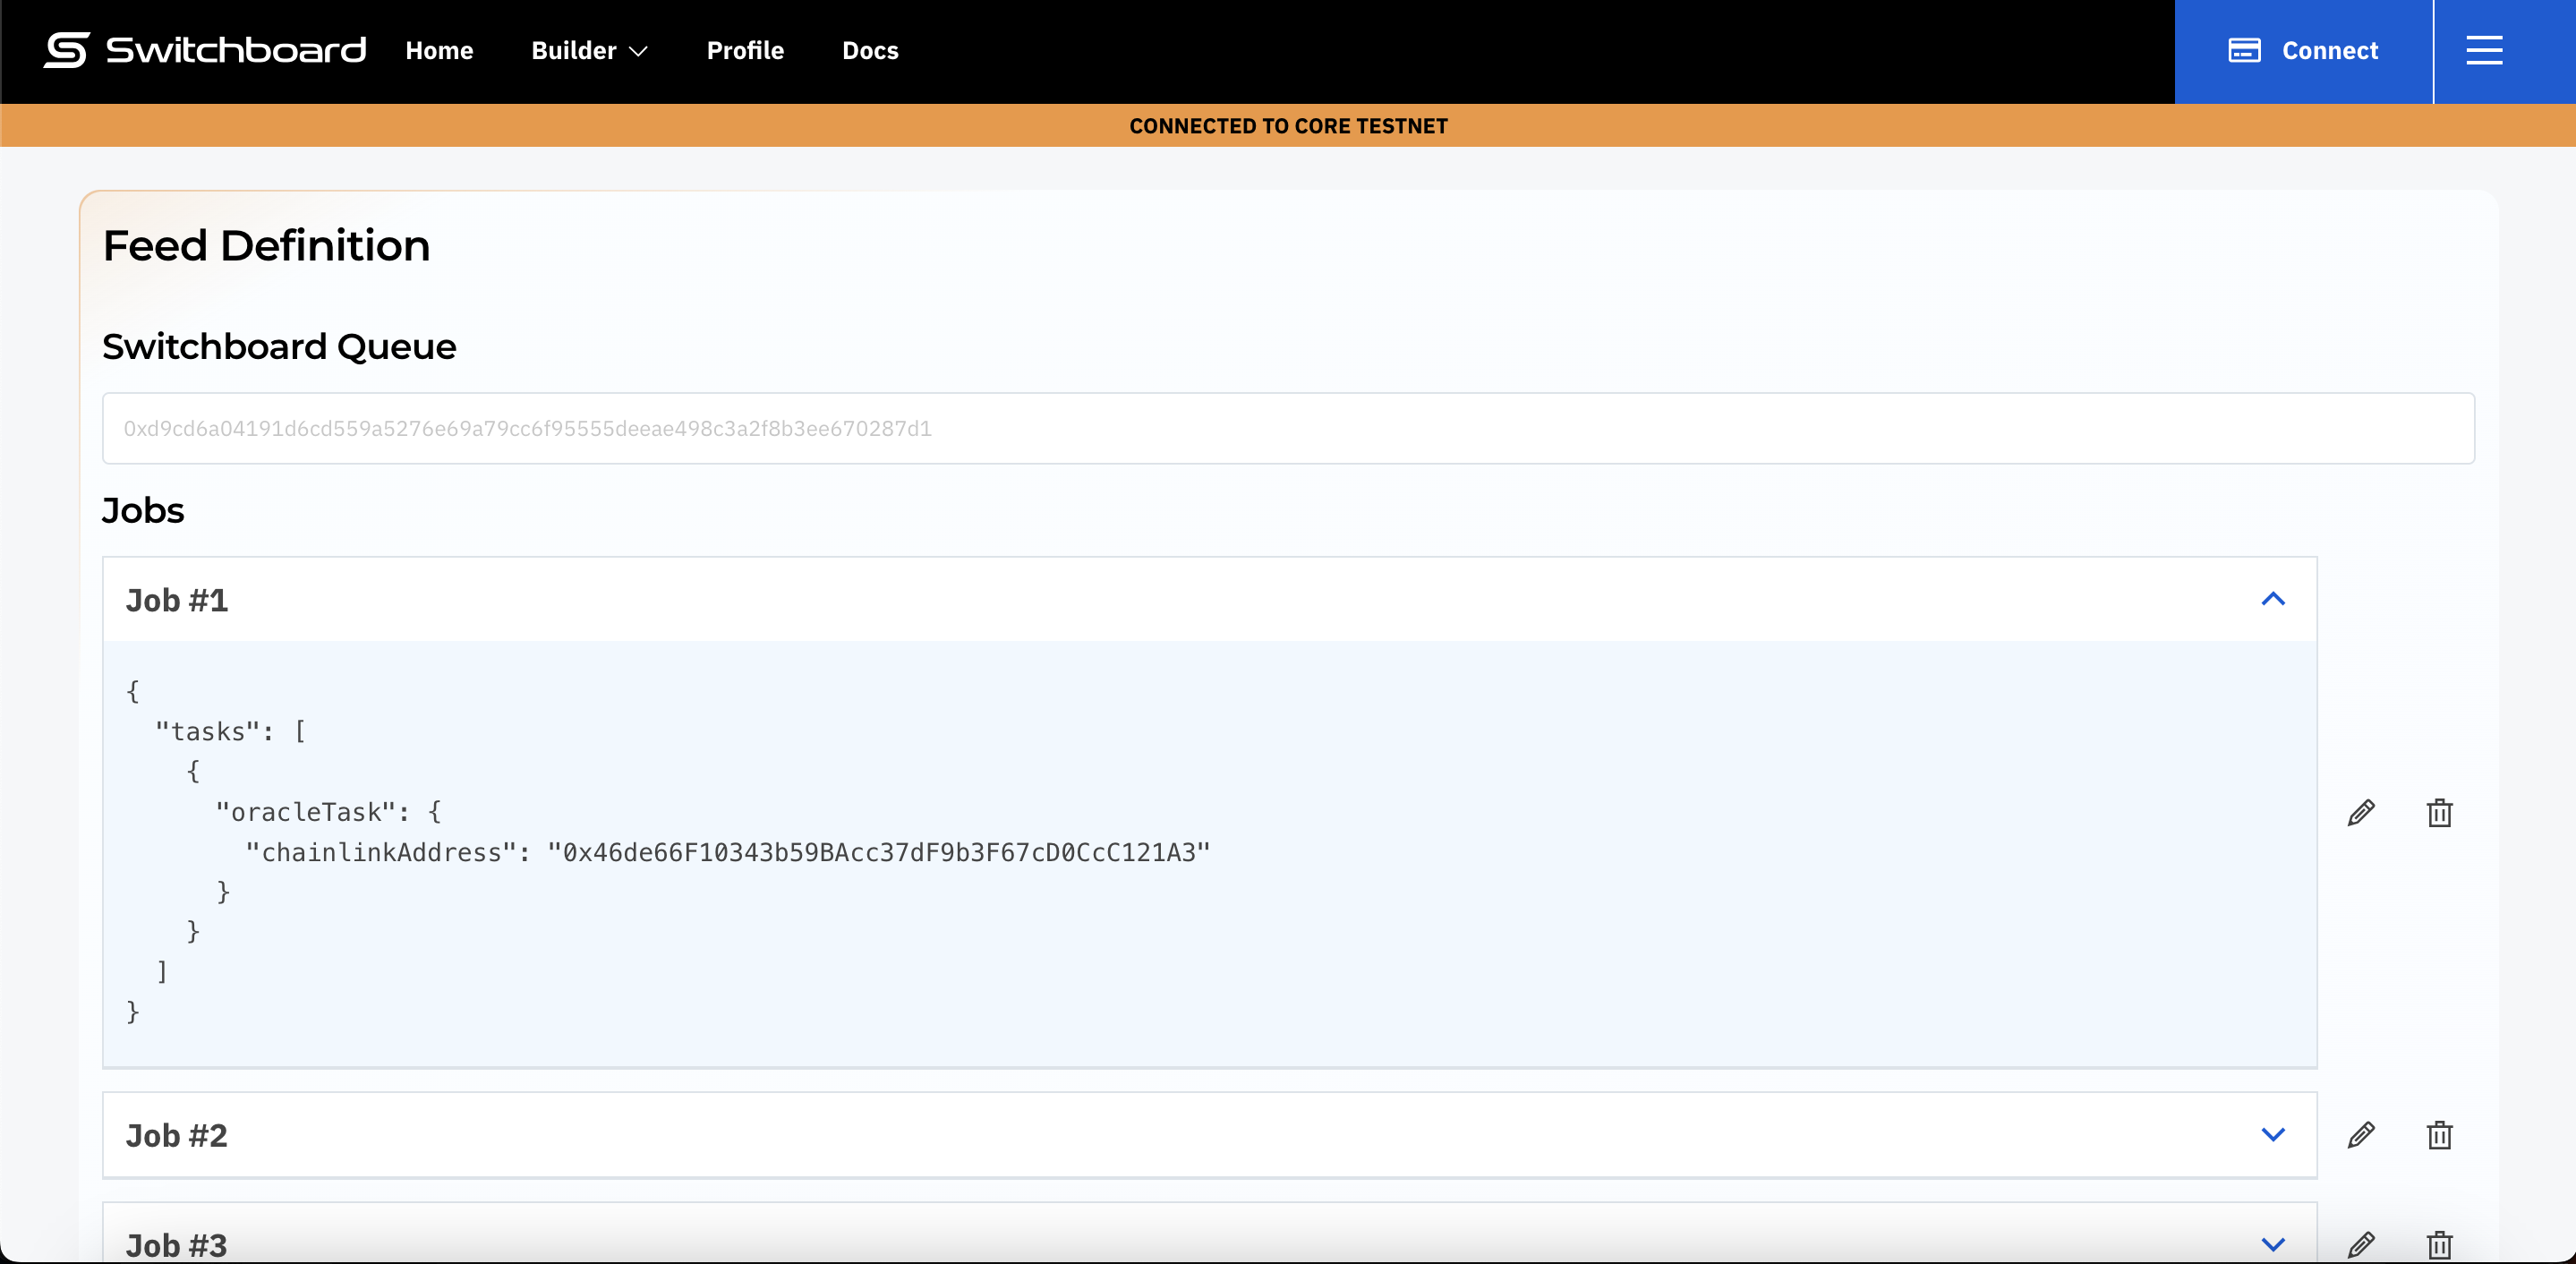 Switchboard Home Builder Profile Docs Connect
CONNECTED TO CORE TESTNET
Feed Definition
Switchboard Queue
0xd9cd6a04191d6cd559a5276e69a79cc6f95555deeae498c3a2f8b3ee670287d1
Jobs
Job #1
{
  "tasks": [
    {
      "oracleTask": {
        "chainlinkAddress": "0x46de66F10343b59BAcc37dF9b3F67cD0CcC121A3"
      }
    }
  ]
}
Job #2
Job #3